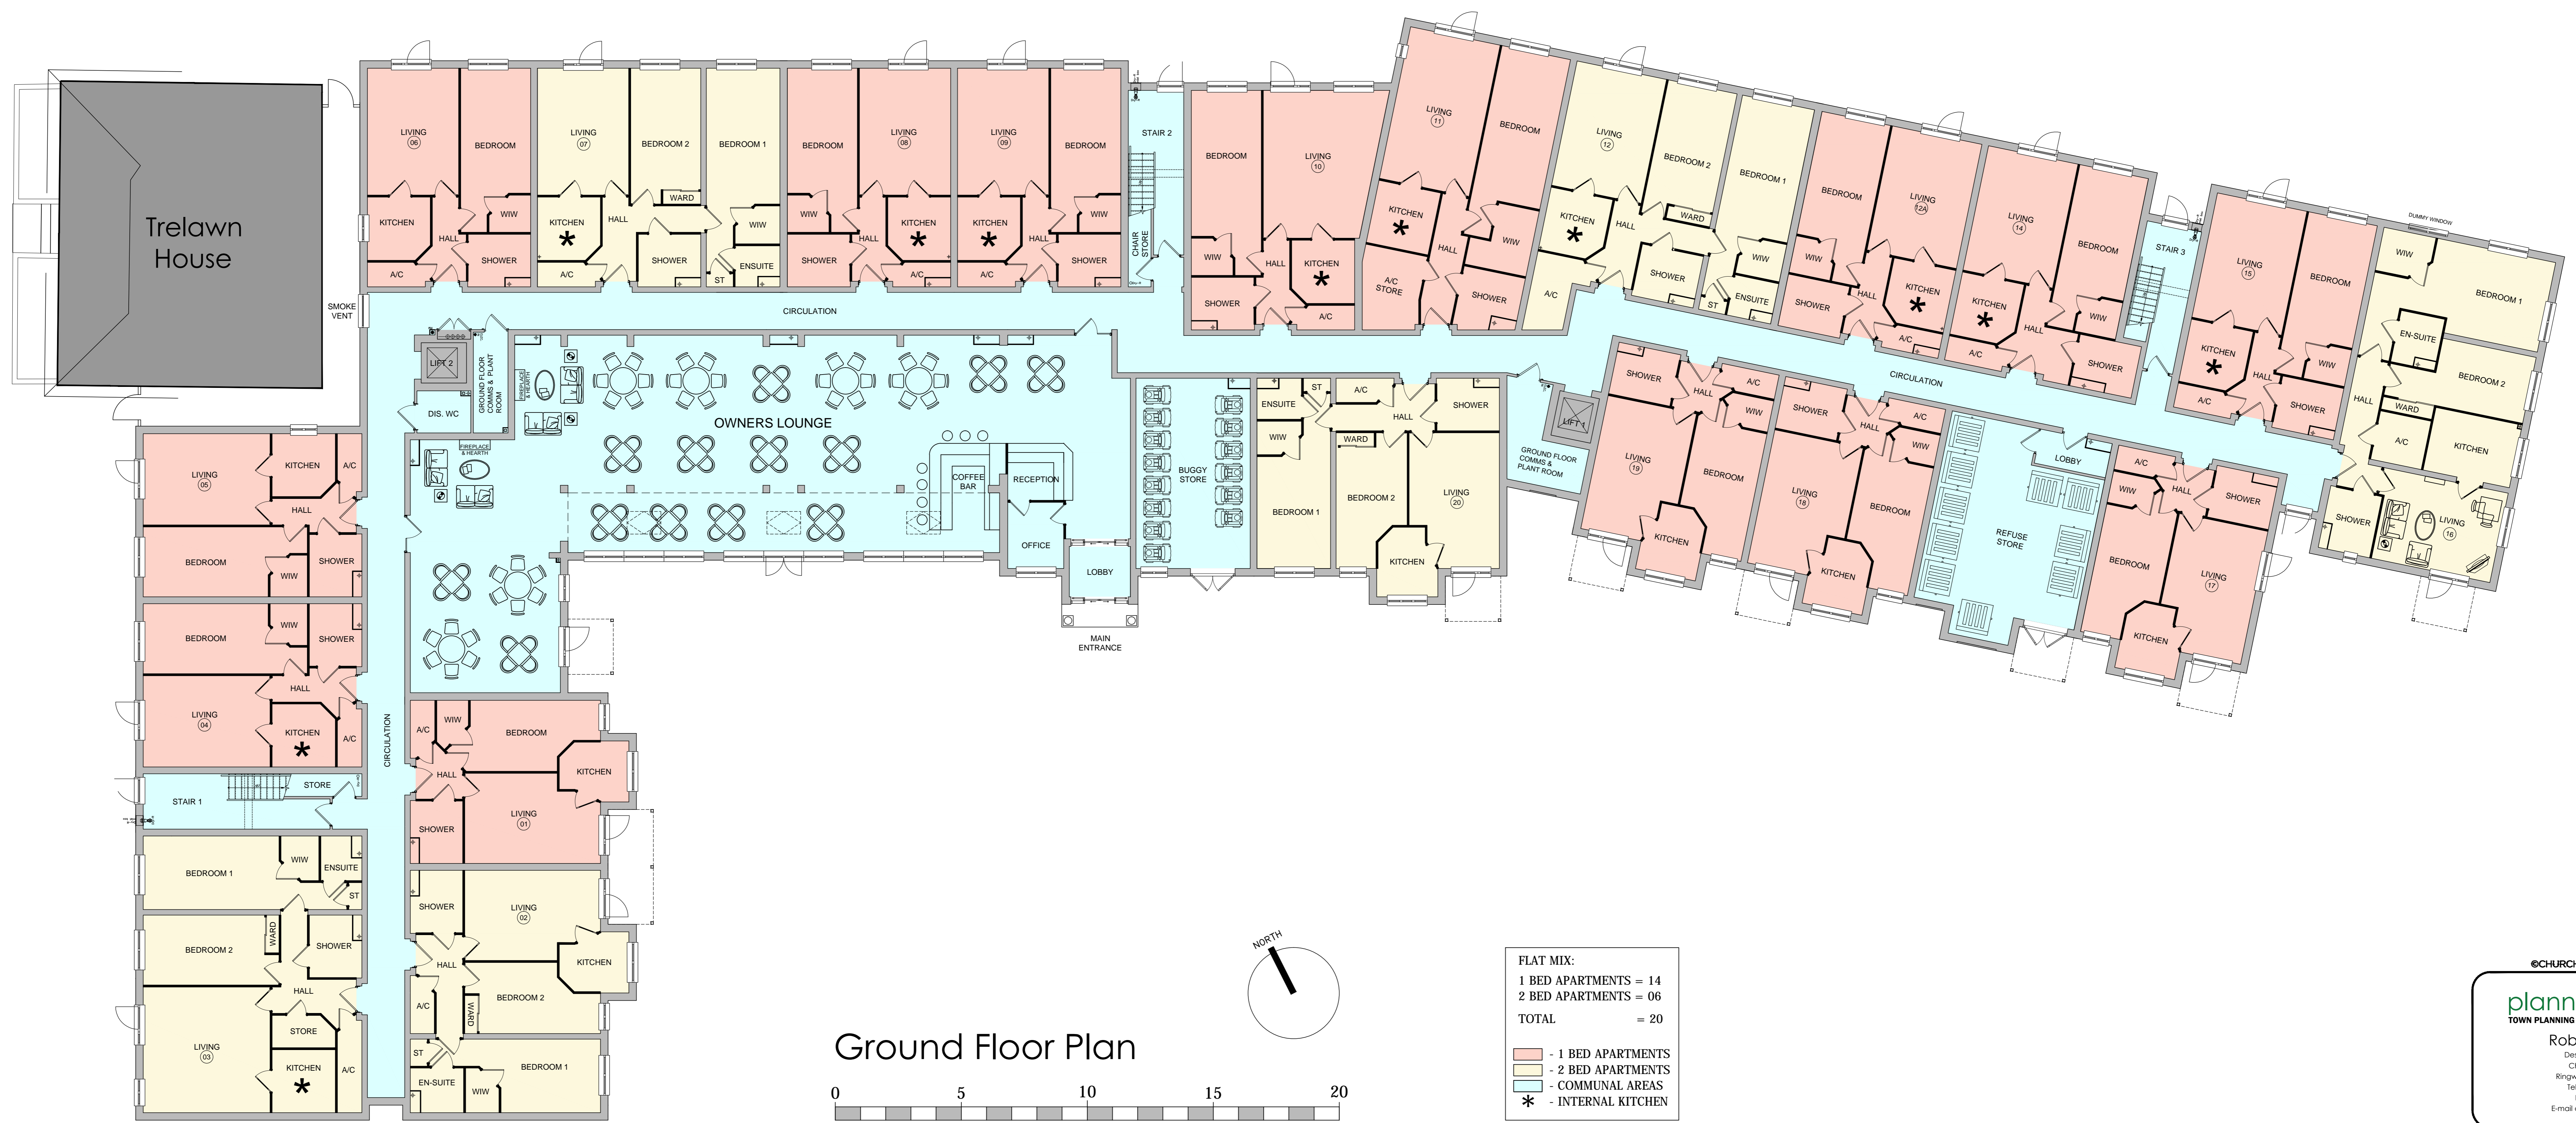 Trelawn
House
SMOKE
VENT
LIVING
06
BEDROOM
KITCHEN
WIW
HALL
A/C
SHOWER
LIVING
07
BEDROOM 2
BEDROOM 1
WARD
KITCHEN
*
HALL
WIW
A/C
SHOWER
ST
ENSUITE
BEDROOM
LIVING
08
WIW
KITCHEN
*
HALL
SHOWER
A/C
LIVING
09
BEDROOM
KITCHEN
*
WIW
HALL
A/C
SHOWER
STAIR 2
CHAIR
STORE
BEDROOM
LIVING
10
WIW
HALL
KITCHEN
*
SHOWER
A/C
LIVING
11
BEDROOM
KITCHEN
*
HALL
WIW
A/C
STORE
SHOWER
LIVING
12
BEDROOM 2
BEDROOM 1
KITCHEN
*
HALL
WARD
WIW
A/C
SHOWER
ST
ENSUITE
BEDROOM
LIVING
12A
WIW
KITCHEN
*
HALL
SHOWER
A/C
LIVING
14
BEDROOM
KITCHEN
*
HALL
WIW
A/C
SHOWER
STAIR 3
LIVING
15
BEDROOM
KITCHEN
*
HALL
WIW
A/C
SHOWER
DUMMY WINDOW
WIW
BEDROOM 1
EN-SUITE
BEDROOM 2
HALL
WARD
A/C
KITCHEN
SHOWER
LIVING
16
CIRCULATION
CIRCULATION
LIFT 2
DIS. WC
GROUND FLOOR
COMMS & PLANT
ROOM
FIREPLACE
& HEARTH
FIREPLACE
& HEARTH
OWNERS LOUNGE
COFFEE
BAR
RECEPTION
OFFICE
LOBBY
MAIN
ENTRANCE
BUGGY
STORE
ENSUITE
ST
WIW
BEDROOM 1
A/C
HALL
SHOWER
WARD
BEDROOM 2
LIVING
20
KITCHEN
LIFT 1
GROUND FLOOR
COMMS &
PLANT ROOM
SHOWER
HALL
A/C
WIW
LIVING
19
BEDROOM
KITCHEN
SHOWER
HALL
A/C
WIW
LIVING
18
BEDROOM
KITCHEN
LOBBY
REFUSE
STORE
A/C
WIW
HALL
SHOWER
BEDROOM
LIVING
17
KITCHEN
LIVING
05
KITCHEN
A/C
HALL
BEDROOM
WIW
SHOWER
BEDROOM
WIW
SHOWER
HALL
LIVING
04
KITCHEN
*
A/C
CIRCULATION
STAIR 1
STORE
BEDROOM 1
WIW
ENSUITE
ST
BEDROOM 2
WARD
SHOWER
HALL
STORE
LIVING
03
KITCHEN
*
A/C
A/C
WIW
BEDROOM
HALL
KITCHEN
SHOWER
LIVING
01
SHOWER
LIVING
02
KITCHEN
HALL
A/C
WARD
BEDROOM 2
ST
EN-SUITE
WIW
BEDROOM 1
Ground Floor Plan
0 5 10 15 20
NORTH
FLAT MIX:
1 BED APARTMENTS = 14
2 BED APARTMENTS = 06
TOTAL = 20
- 1 BED APARTMENTS
- 2 BED APARTMENTS
- COMMUNAL AREAS
* - INTERNAL KITCHEN
©CHURCH
plann
TOWN PLANNING
Rob
Des
Ringw
Tel
E-mail